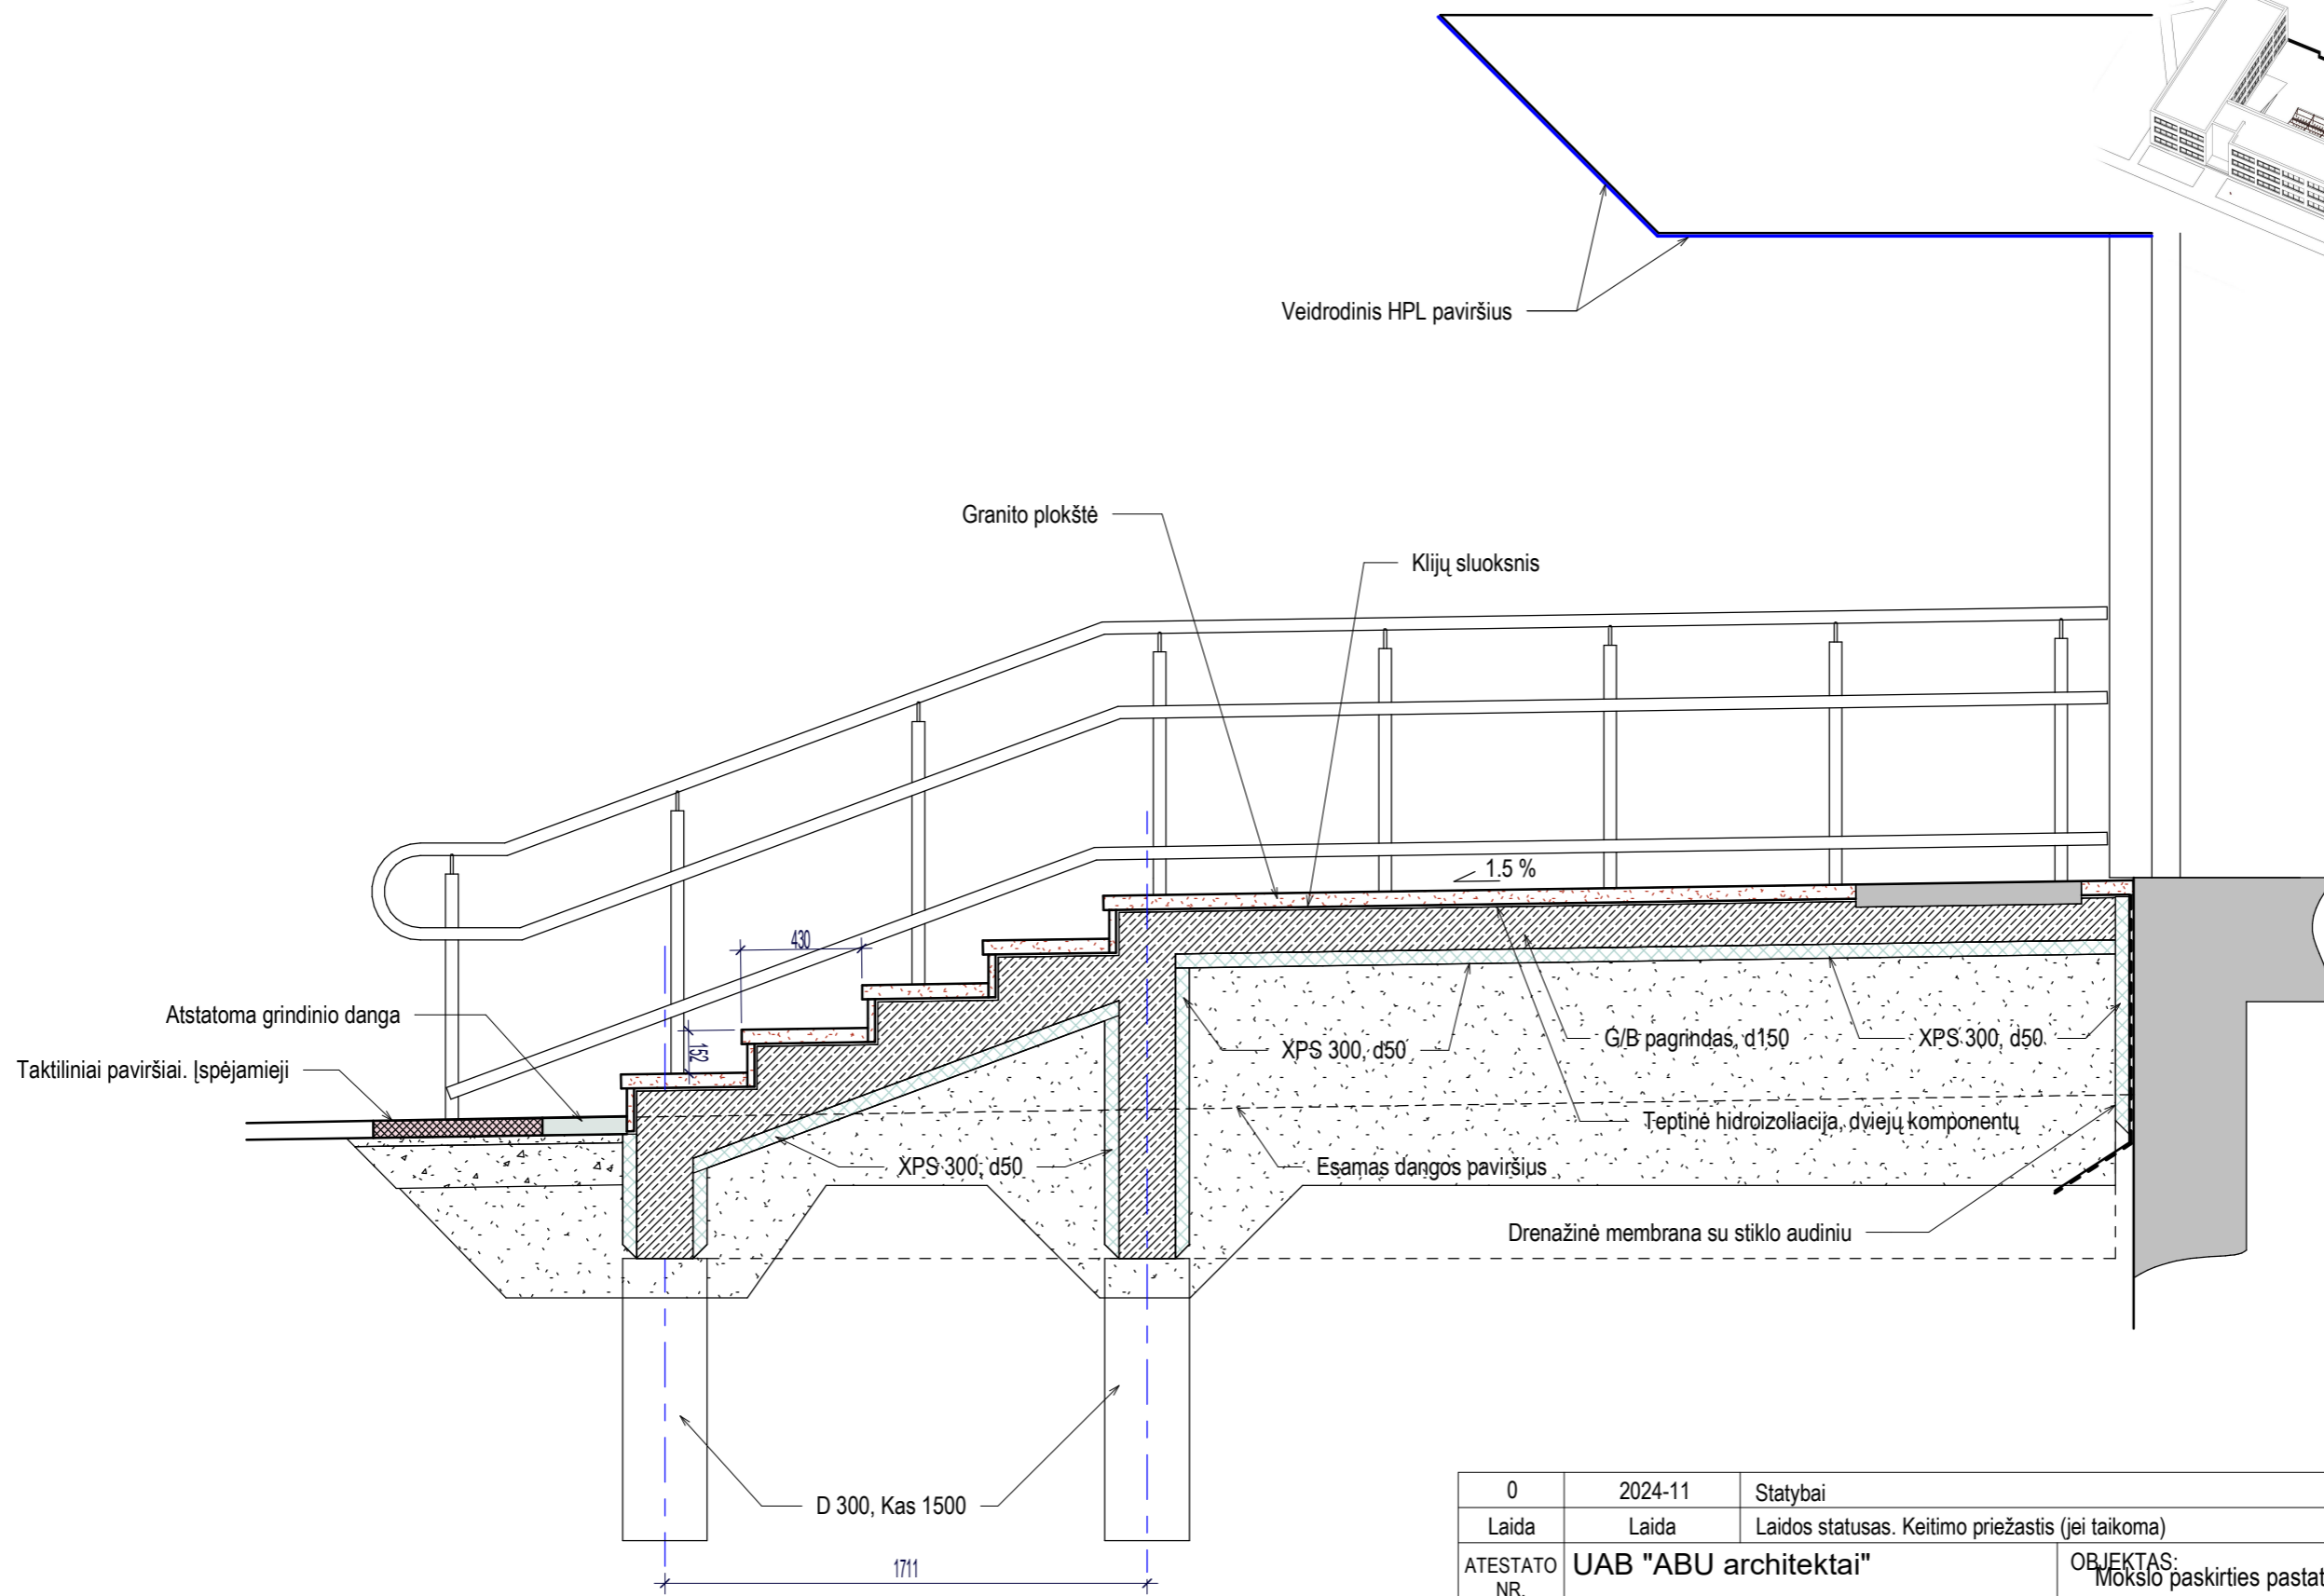 Veidrodinis HPL paviršius
Granito plokštė
Klijų sluoksnis
1.5 %
430
152
Atstatoma grindinio danga
Taktiliniai paviršiai. Įspėjamieji
XPS 300, d50
G/B pagrindas, d150
XPS 300, d50
Teptinė hidroizoliacija, dviejų komponentų
XPS 300, d50
Esamas dangos paviršius
Drenažinė membrana su stiklo audiniu
D 300, Kas 1500
1711
0 2024-11 Statybai
Laida Laida Laidos statusas. Keitimo priežastis (jei taikoma)
ATESTATO NR. UAB "ABU architektai" OBJEKTAS:
Mokslo paskirties pastat